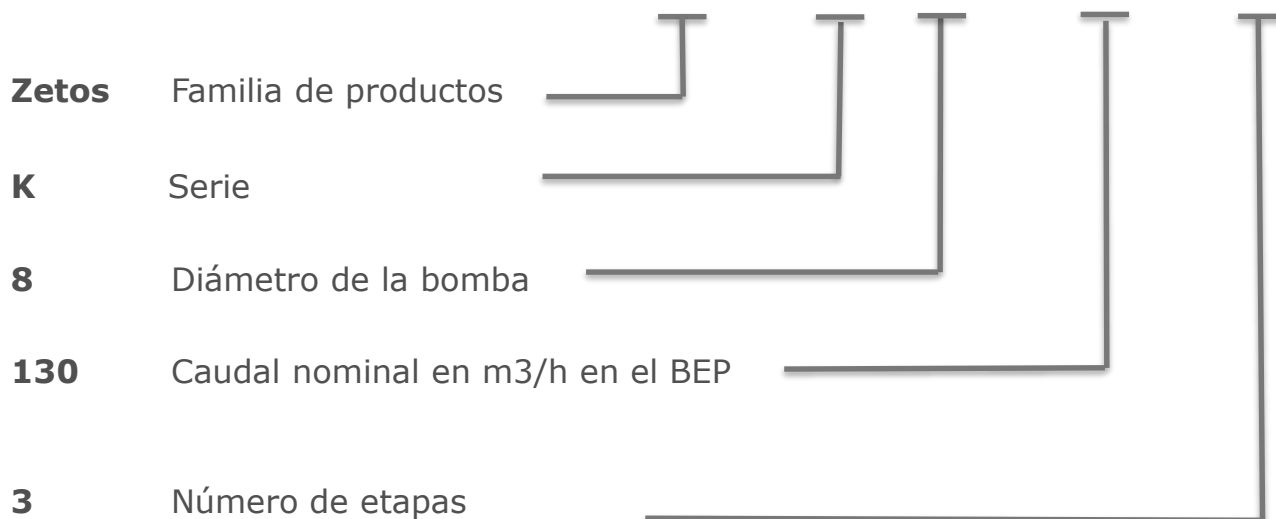 Zetos Familia de productos
K Serie
8 Diámetro de la bomba
130 Caudal nominal en m3/h en el BEP
3 Número de etapas